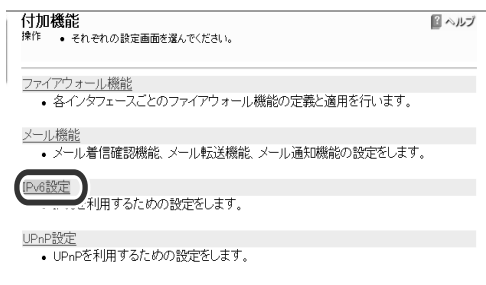 付加機能
ヘルプ
操作 • それぞれの設定画面を選んでください。
ファイアウォール機能
• 各インタフェースごとのファイアウォール機能の定義と適用を行います。
メール機能
• メール着信確認機能、メール転送機能、メール通知機能の設定をします。
IPv6設定
利用するための設定をします。
UPnP設定
• UPnPを利用するための設定をします。